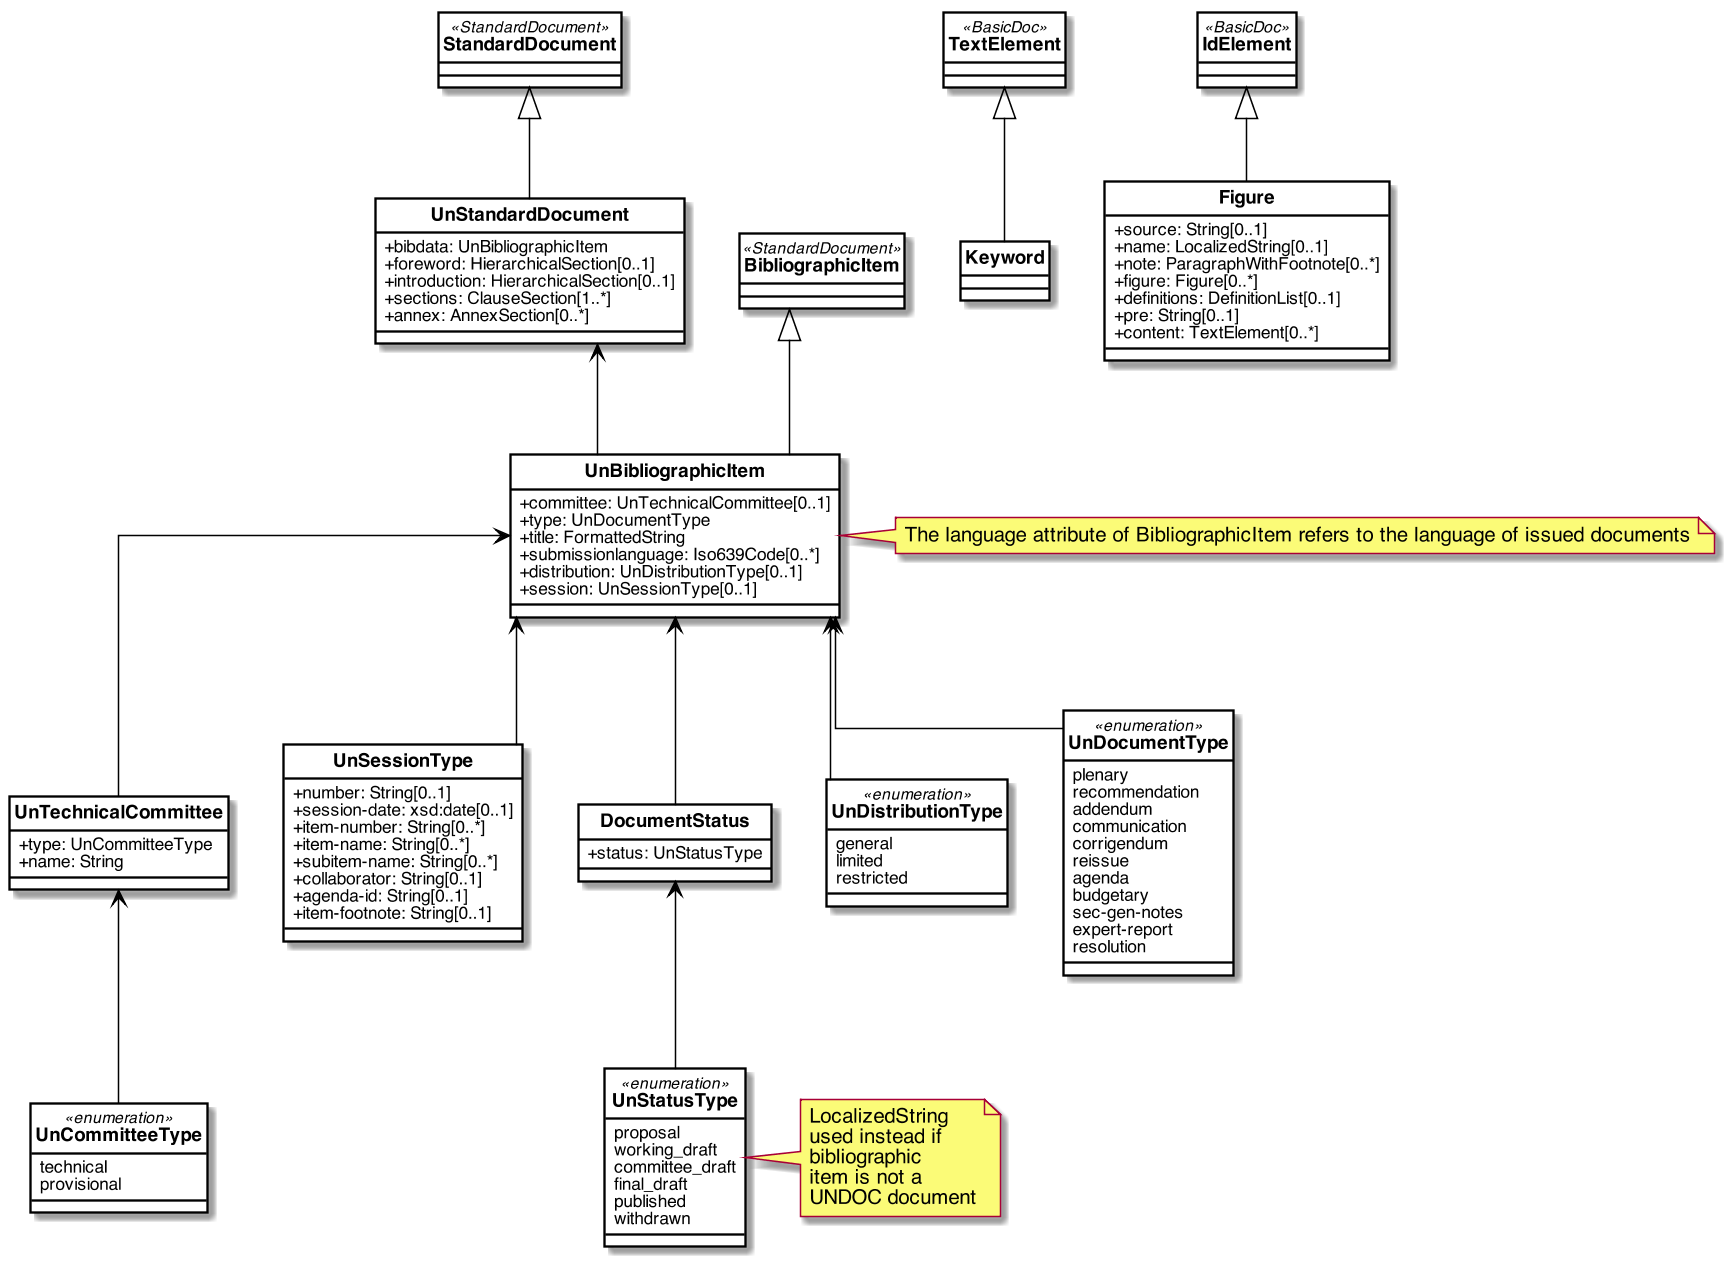 «StandardDocument»
StandardDocument
«BasicDoc»
TextElement
«BasicDoc»
IdElement
UnStandardDocument
+bibdata: UnBibliographicItem
+foreword: HierarchicalSection[0..1]
+introduction: HierarchicalSection[0..1]
+sections: ClauseSection[1..*]
+annex: AnnexSection[0..*]
«StandardDocument»
BibliographicItem
Keyword
Figure
+source: String[0..1]
+name: LocalizedString[0..1]
+note: ParagraphWithFootnote[0..*]
+figure: Figure[0..*]
+definitions: DefinitionList[0..1]
+pre: String[0..1]
+content: TextElement[0..*]
UnBibliographicItem
+committee: UnTechnicalCommittee[0..1]
+type: UnDocumentType
+title: FormattedString
+submissionlanguage: Iso639Code[0..*]
+distribution: UnDistributionType[0..1]
+session: UnSessionType[0..1]
The language attribute of BibliographicItem refers to the language of issued documents
UnTechnicalCommittee
+type: UnCommitteeType
+name: String
UnSessionType
+number: String[0..1]
+session-date: xsd:date[0..1]
+item-number: String[0..*]
+item-name: String[0..*]
+subitem-name: String[0..*]
+collaborator: String[0..1]
+agenda-id: String[0..1]
+item-footnote: String[0..1]
DocumentStatus
+status: UnStatusType
«enumeration»
UnDistributionType
general
limited
restricted
«enumeration»
UnDocumentType
plenary
recommendation
addendum
communication
corrigendum
reissue
agenda
budgetary
sec-gen-notes
expert-report
resolution
«enumeration»
UnCommitteeType
technical
provisional
«enumeration»
UnStatusType
proposal
working_draft
committee_draft
final_draft
published
withdrawn
LocalizedString
used instead if
bibliographic
item is not a
UNDOC document